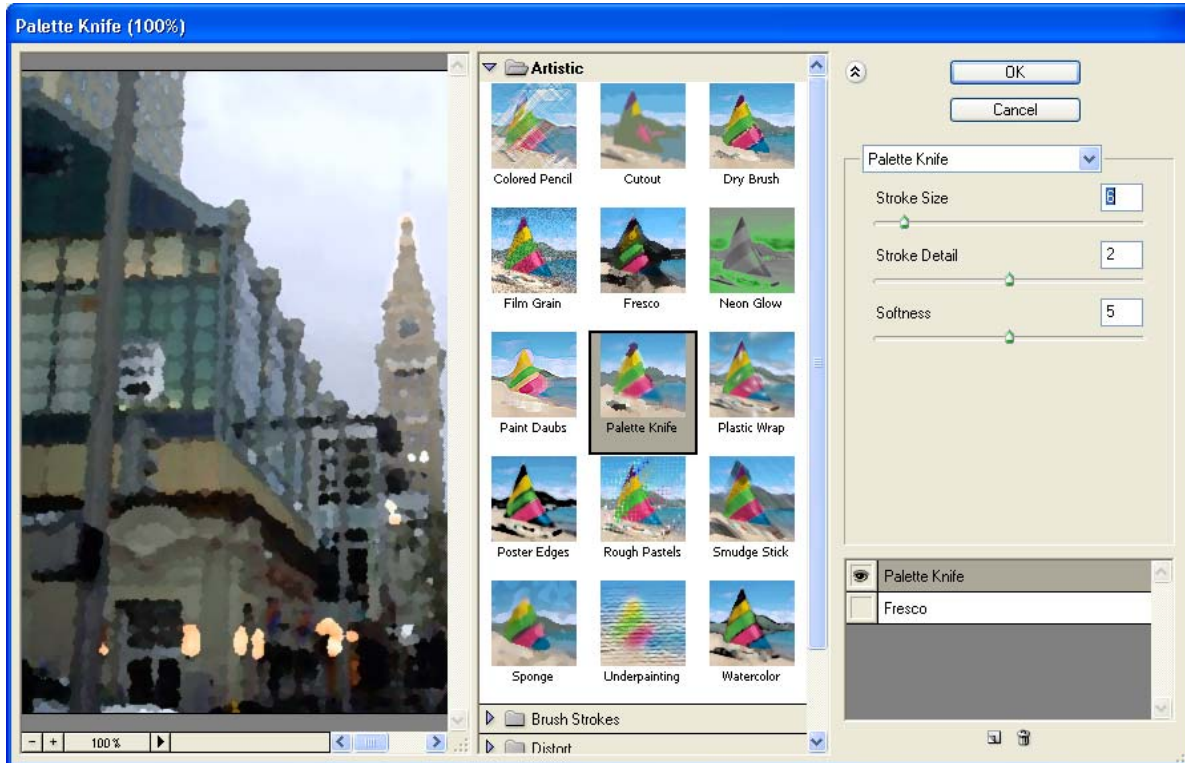 Palette Knife (100%)
Artistic
Colored Pencil
Cutout
Dry Brush
Film Grain
Fresco
Neon Glow
Paint Daubs
Palette Knife
Plastic Wrap
Poster Edges
Rough Pastels
Smudge Stick
Sponge
Underpainting
Watercolor
Brush Strokes
Distort
- + 100%
OK
Cancel
Palette Knife
Stroke Size 6
Stroke Detail 2
Softness 5
Palette Knife
Fresco